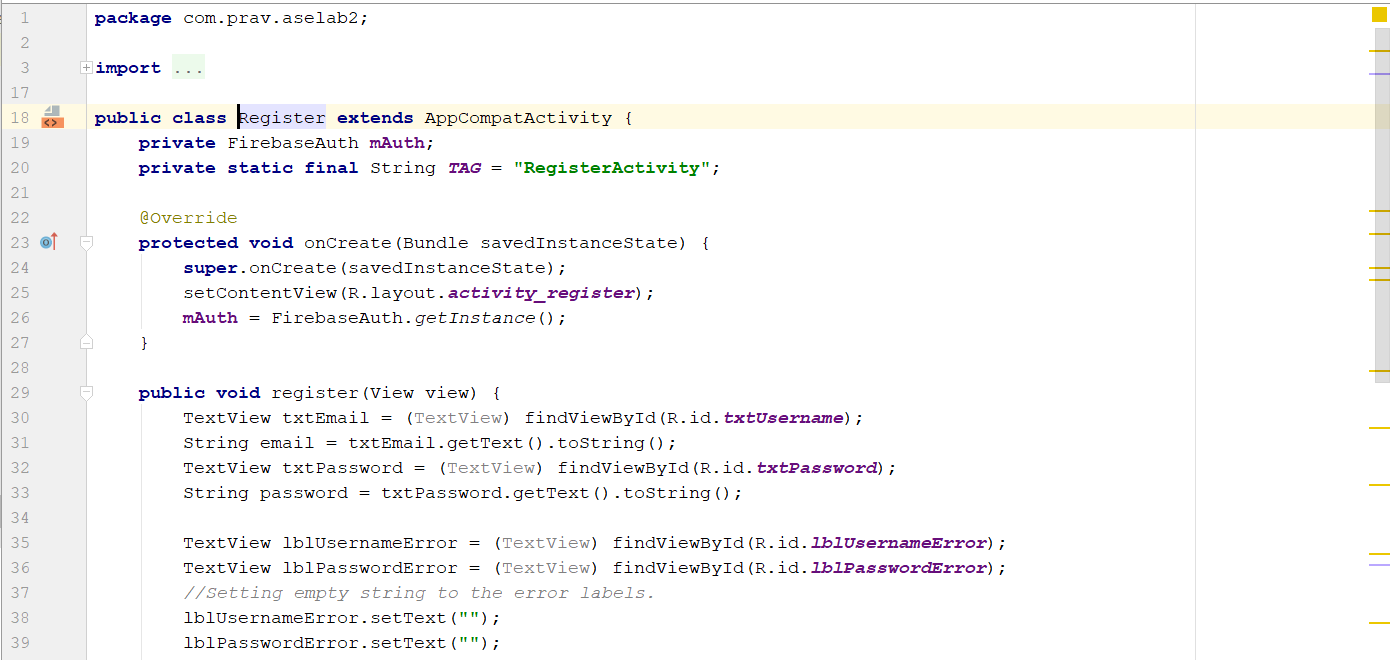 1 package com.prav.aselab2;
2
3 import ...
17
18 public class Register extends AppCompatActivity {
19     private FirebaseAuth mAuth;
20     private static final String TAG = "RegisterActivity";
21
22     @Override
23     protected void onCreate(Bundle savedInstanceState) {
24         super.onCreate(savedInstanceState);
25         setContentView(R.layout.activity_register);
26         mAuth = FirebaseAuth.getInstance();
27     }
28
29     public void register(View view) {
30         TextView txtEmail = (TextView) findViewById(R.id.txtUsername);
31         String email = txtEmail.getText().toString();
32         TextView txtPassword = (TextView) findViewById(R.id.txtPassword);
33         String password = txtPassword.getText().toString();
34
35         TextView lblUsernameError = (TextView) findViewById(R.id.lblUsernameError);
36         TextView lblPasswordError = (TextView) findViewById(R.id.lblPasswordError);
37         //Setting empty string to the error labels.
38         lblUsernameError.setText("");
39         lblPasswordError.setText("");